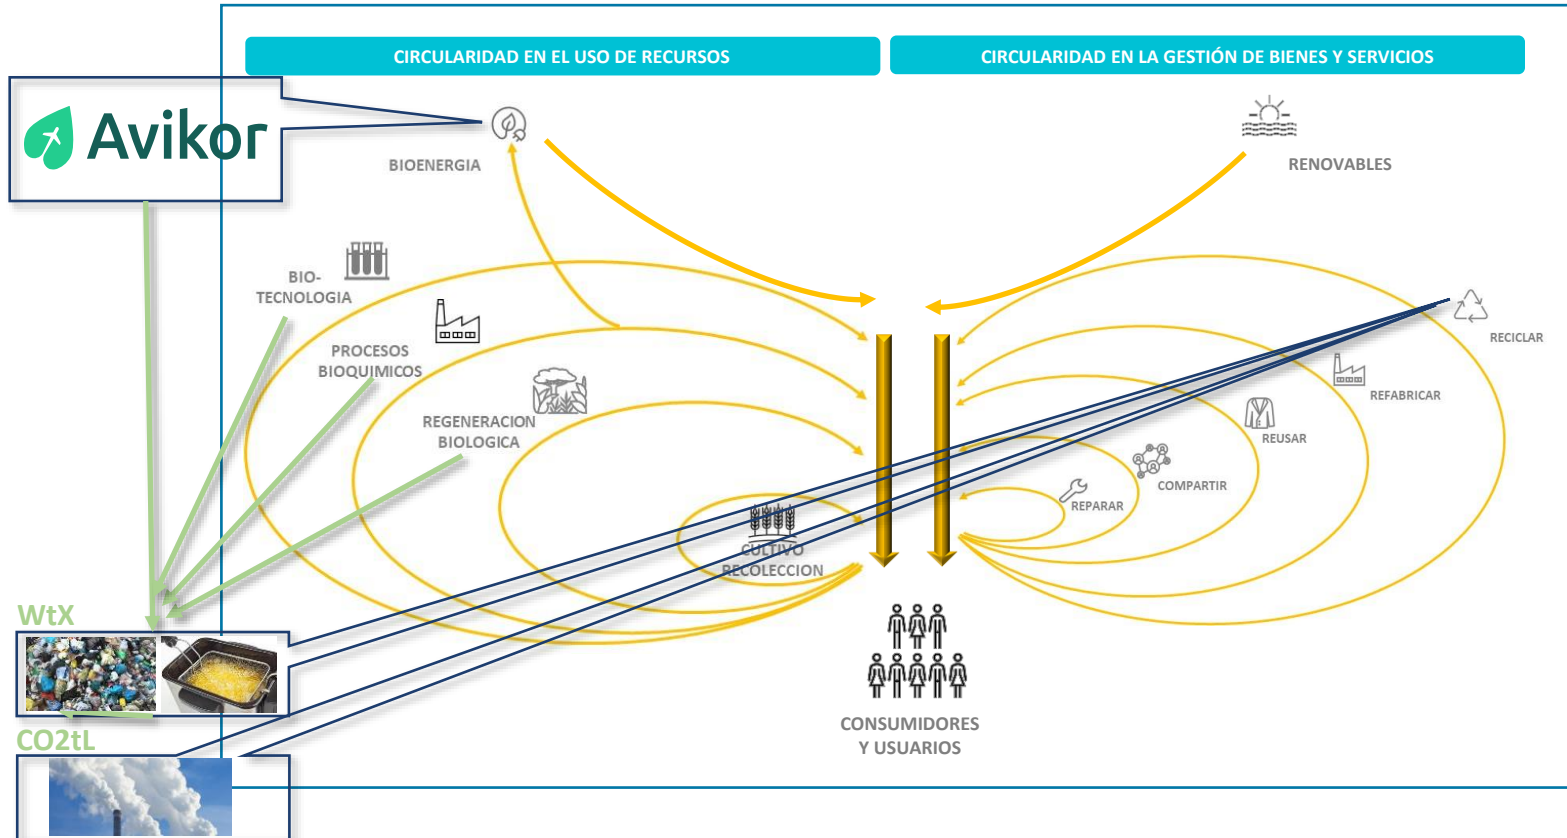 CIRCULARIDAD EN EL USO DE RECURSOS
CIRCULARIDAD EN LA GESTIÓN DE BIENES Y SERVICIOS
Avikor
BIOENERGIA
RENOVABLES
BIO-
TECNOLOGIA
PROCESOS
BIOQUIMICOS
REGENERACION
BIOLOGICA
CULTIVO
RECOLECCION
RECICLAR
REFABRICAR
REUSAR
COMPARTIR
REPARAR
WtX
CO2tL
CONSUMIDORES
Y USUARIOS